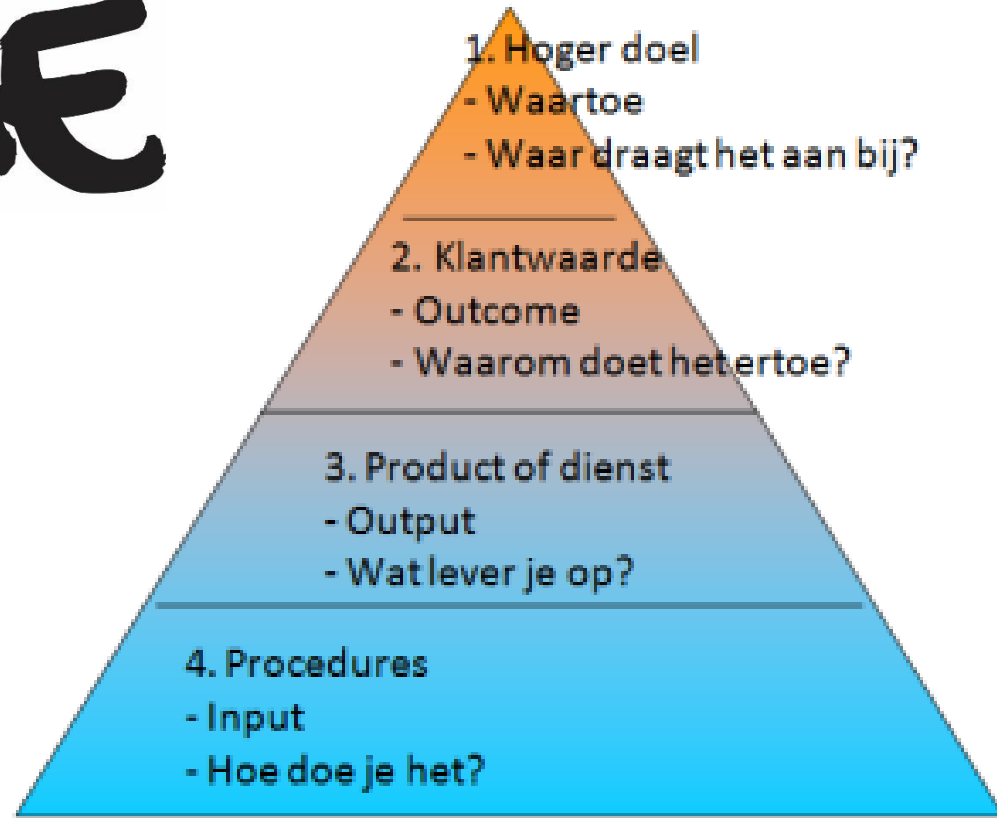 Æ
1. Hoger doel
- Waartoe
- Waar draagt het aan bij?
2. Klantwaarde
- Outcome
- Waarom doet het ertoe?
3. Product of dienst
- Output
- Wat lever je op?
4. Procedures
- Input
- Hoe doe je het?